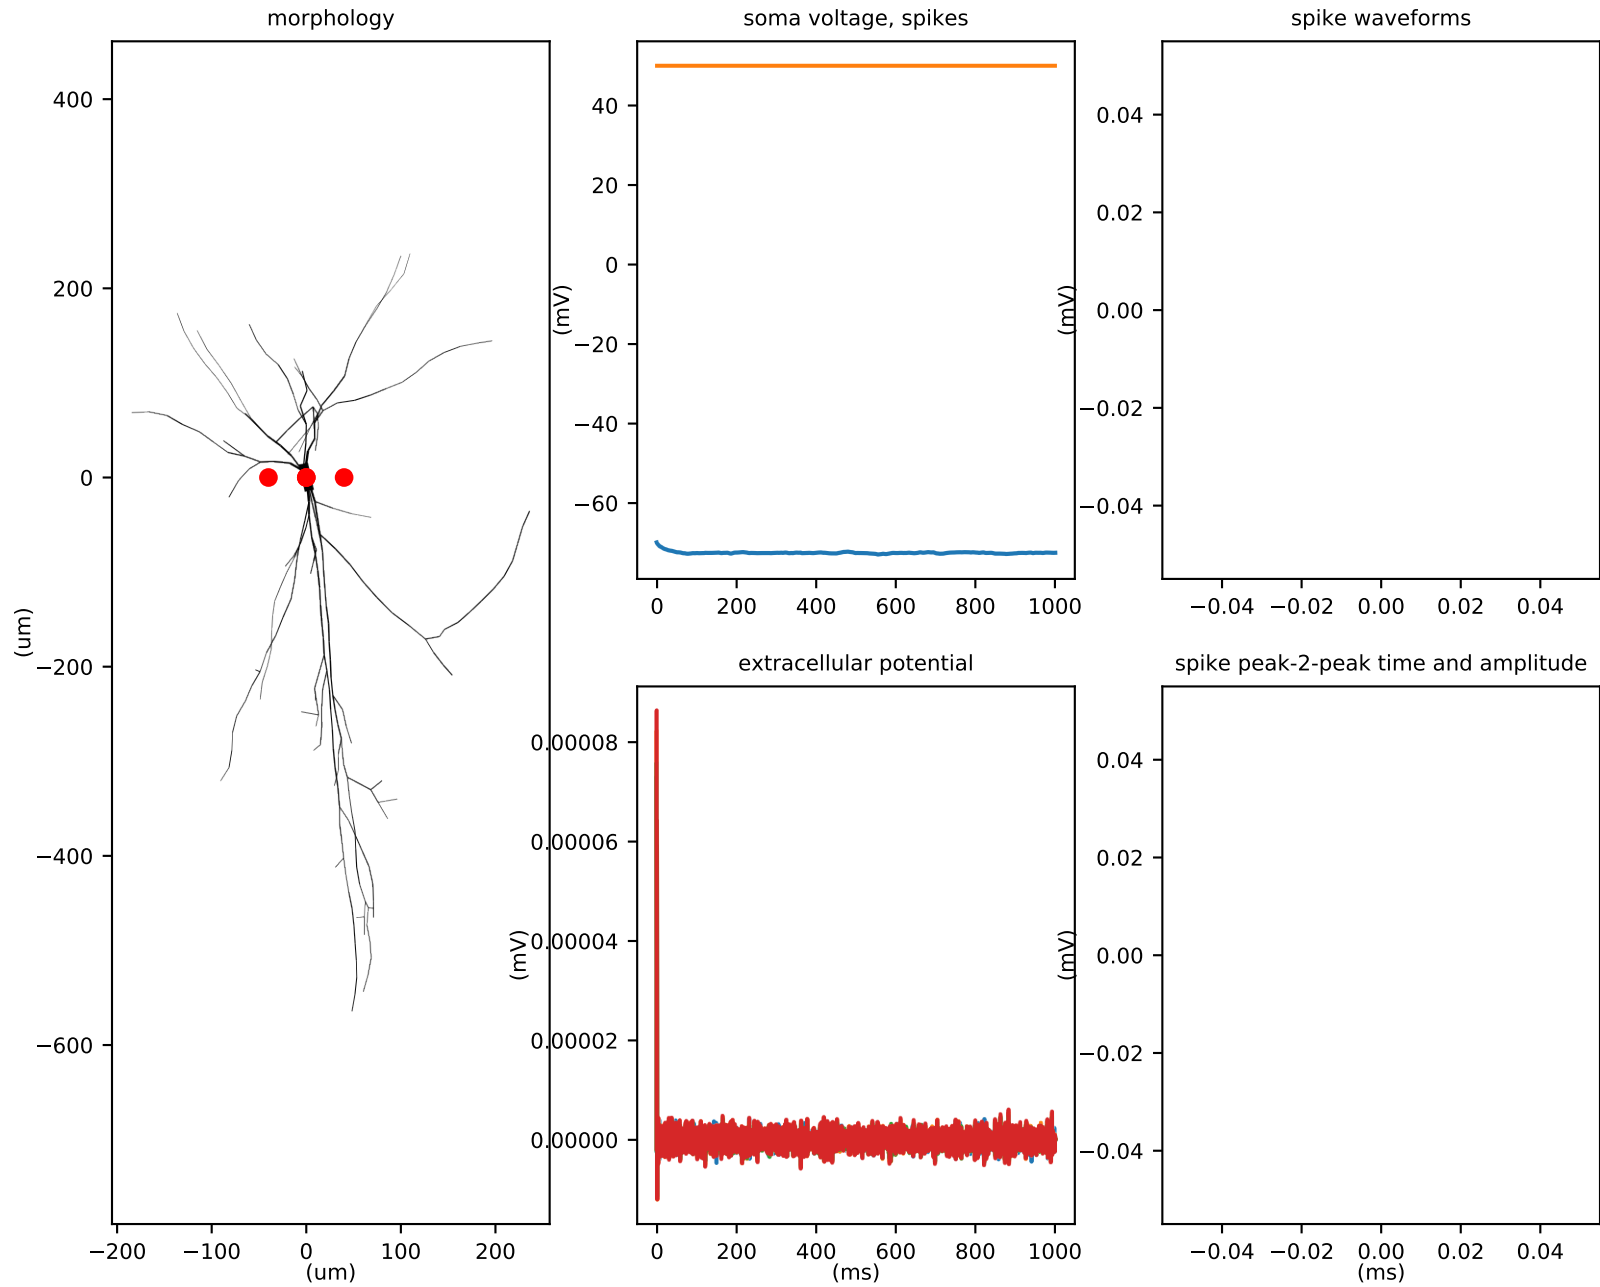 morphology
400
200
0
−200
−400
−600
(um)
−200 −100 0 100 200
(um)
soma voltage, spikes
40
20
0
−20
−40
−60
(mV)
0 200 400 600 800 1000
spike waveforms
0.04
0.02
0.00
−0.02
−0.04
(mV)
−0.04 −0.02 0.00 0.02 0.04
extracellular potential
0.00008
0.00006
0.00004
0.00002
0.00000
(mV)
0 200 400 600 800 1000
(ms)
spike peak-2-peak time and amplitude
0.04
0.02
0.00
−0.02
−0.04
(mV)
−0.04 −0.02 0.00 0.02 0.04
(ms)